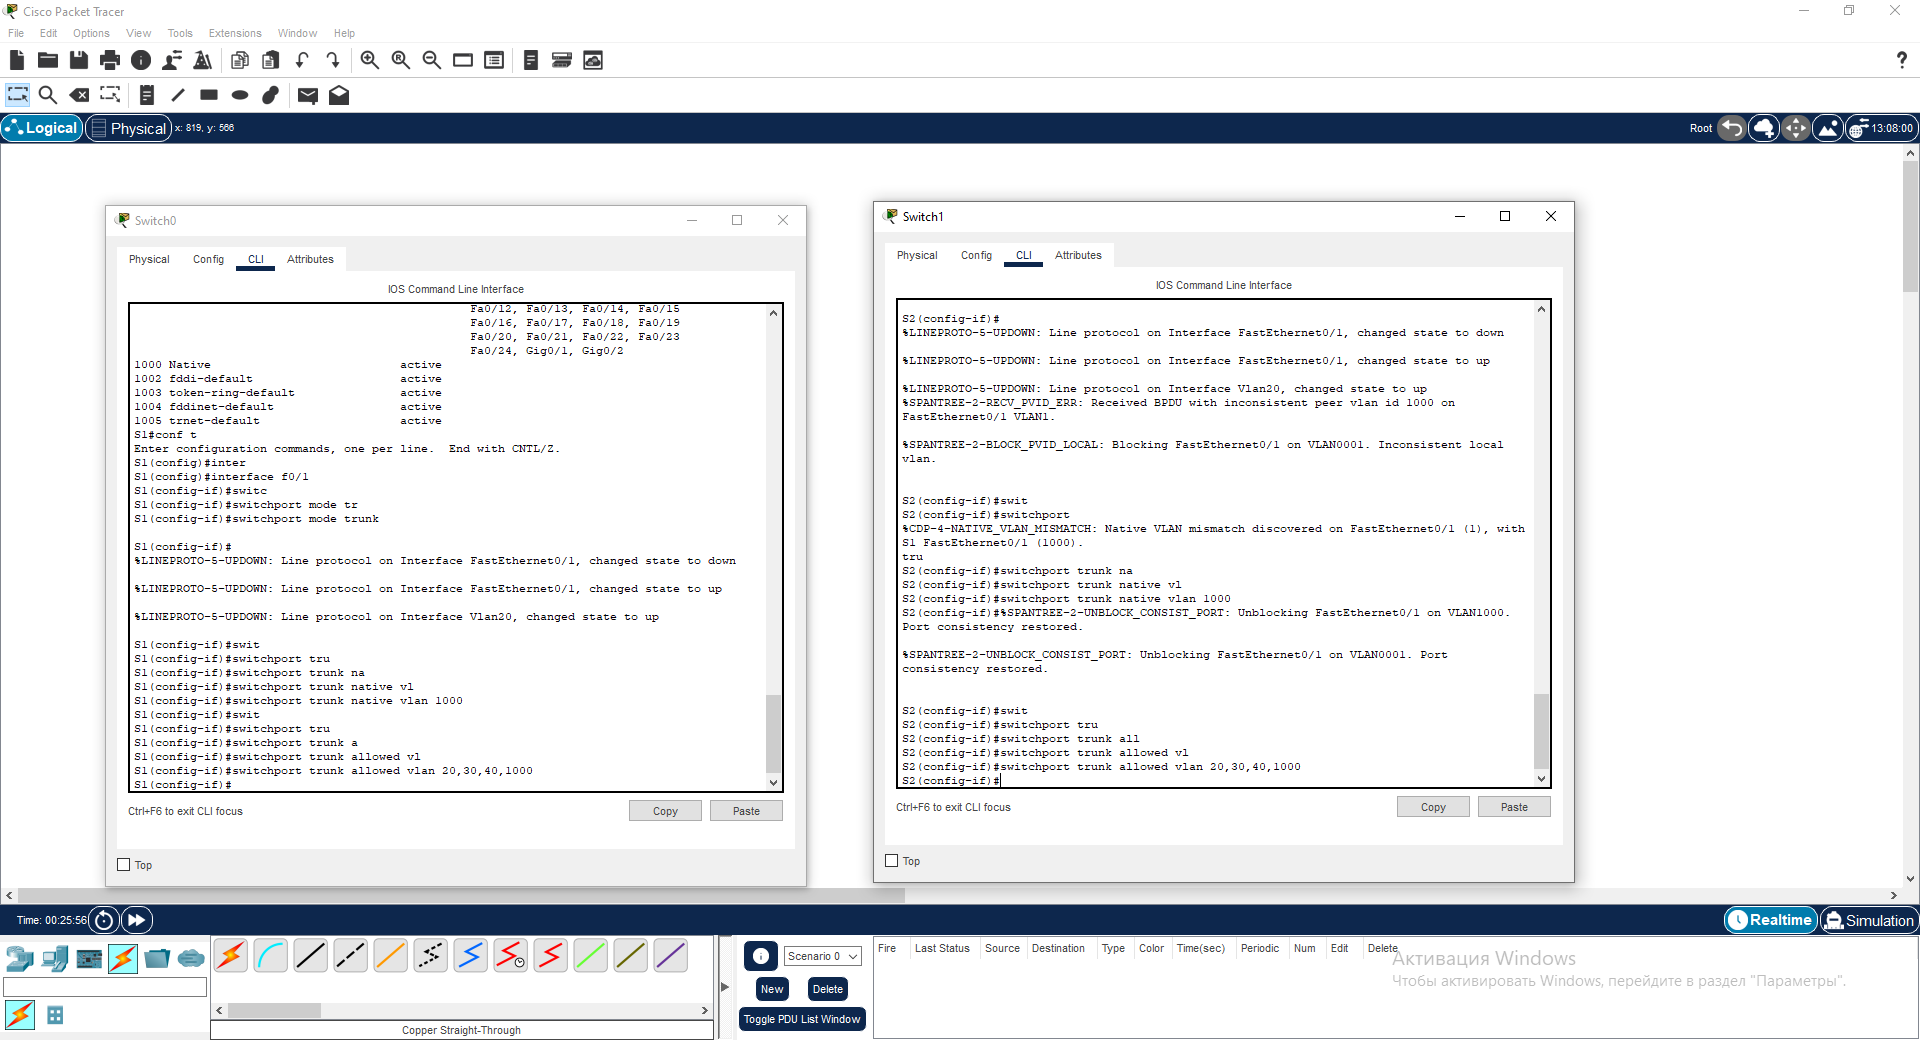 Cisco Packet Tracer
File Edit Options View Tools Extensions Window Help
?
Logical Physical x: 819, y: 566 Root 13:08:00
Switch0
Physical Config CLI Attributes
IOS Command Line Interface
Fa0/12, Fa0/13, Fa0/14, Fa0/15
Fa0/16, Fa0/17, Fa0/18, Fa0/19
Fa0/20, Fa0/21, Fa0/22, Fa0/23
Fa0/24, Gig0/1, Gig0/2
1000 Native active
1002 fddi-default active
1003 token-ring-default active
1004 fddinet-default active
1005 trnet-default active
S1#conf t
Enter configuration commands, one per line. End with CNTL/Z.
S1(config)#inter
S1(config)#interface f0/1
S1(config-if)#switc
S1(config-if)#switchport mode tr
S1(config-if)#switchport mode trunk
S1(config-if)#
%LINEPROTO-5-UPDOWN: Line protocol on Interface FastEthernet0/1, changed state to down
%LINEPROTO-5-UPDOWN: Line protocol on Interface FastEthernet0/1, changed state to up
%LINEPROTO-5-UPDOWN: Line protocol on Interface Vlan20, changed state to up
S1(config-if)#swit
S1(config-if)#switchport tru
S1(config-if)#switchport trunk na
S1(config-if)#switchport trunk native vl
S1(config-if)#switchport trunk native vlan 1000
S1(config-if)#swit
S1(config-if)#switchport tru
S1(config-if)#switchport trunk a
S1(config-if)#switchport trunk allowed vl
S1(config-if)#switchport trunk allowed vlan 20,30,40,1000
S1(config-if)#
Ctrl+F6 to exit CLI focus
Copy Paste
Top
Switch1
Physical Config CLI Attributes
IOS Command Line Interface
S2(config-if)#
%LINEPROTO-5-UPDOWN: Line protocol on Interface FastEthernet0/1, changed state to down
%LINEPROTO-5-UPDOWN: Line protocol on Interface FastEthernet0/1, changed state to up
%LINEPROTO-5-UPDOWN: Line protocol on Interface Vlan20, changed state to up
%SPANTREE-2-RECV_PVID_ERR: Received BPDU with inconsistent peer vlan id 1000 on
FastEthernet0/1 VLAN1.
%SPANTREE-2-BLOCK_PVID_LOCAL: Blocking FastEthernet0/1 on VLAN0001. Inconsistent local
vlan.
S2(config-if)#swit
S2(config-if)#switchport
%CDP-4-NATIVE_VLAN_MISMATCH: Native VLAN mismatch discovered on FastEthernet0/1 (1), with
S1 FastEthernet0/1 (1000).
tru
S2(config-if)#switchport trunk na
S2(config-if)#switchport trunk native vl
S2(config-if)#switchport trunk native vlan 1000
S2(config-if)#%SPANTREE-2-UNBLOCK_CONSIST_PORT: Unblocking FastEthernet0/1 on VLAN1000.
Port consistency restored.
%SPANTREE-2-UNBLOCK_CONSIST_PORT: Unblocking FastEthernet0/1 on VLAN0001. Port
consistency restored.
S2(config-if)#swit
S2(config-if)#switchport tru
S2(config-if)#switchport trunk all
S2(config-if)#switchport trunk allowed vl
S2(config-if)#switchport trunk allowed vlan 20,30,40,1000
S2(config-if)#
Ctrl+F6 to exit CLI focus
Copy Paste
Top
Time: 00:25:56 Realtime Simulation
Copper Straight-Through
Scenario 0
New Delete
Toggle PDU List Window
Fire Last Status Source Destination Type Color Time(sec) Periodic Num Edit Delete
Активация Windows
Чтобы активировать Windows, перейдите в раздел "Параметры".